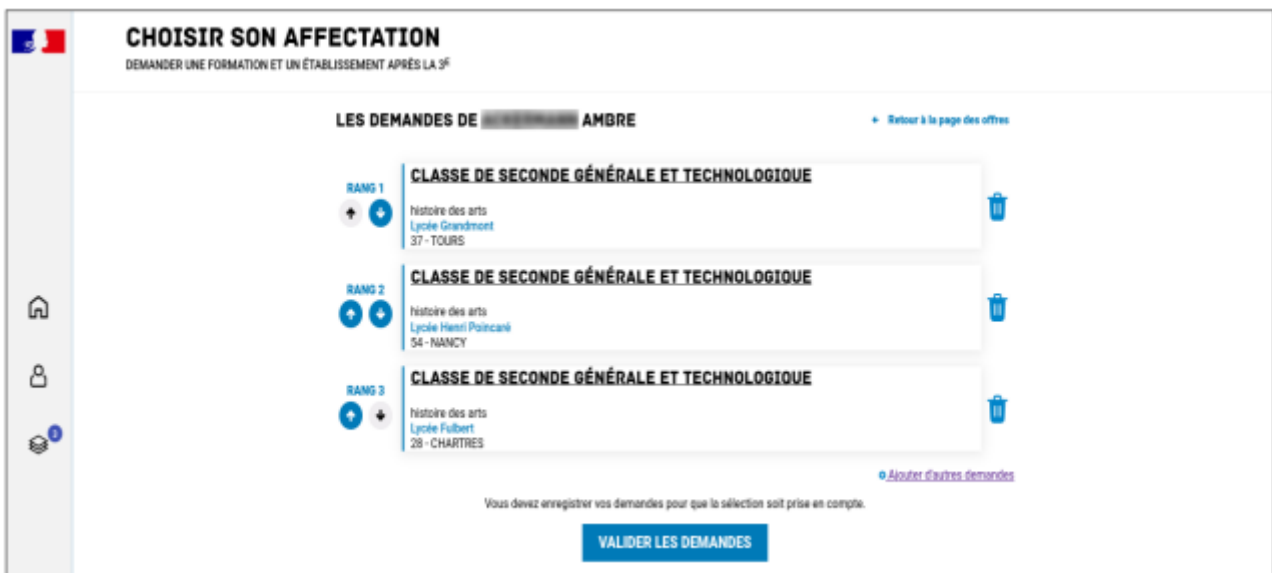 CHOISIR SON AFFECTATION
DEMANDER UNE FORMATION ET UN ÉTABLISSEMENT APRÈS LA 3E
LES DEMANDES DE AMBRE
Retour à la page des offres
RANG 1
CLASSE DE SECONDE GÉNÉRALE ET TECHNOLOGIQUE
histoire des arts
Lycée Grandmont
37 - TOURS
RANG 2
CLASSE DE SECONDE GÉNÉRALE ET TECHNOLOGIQUE
histoire des arts
Lycée Henri Poincaré
54 - NANCY
RANG 3
CLASSE DE SECONDE GÉNÉRALE ET TECHNOLOGIQUE
histoire des arts
Lycée Fulbert
28 - CHARTRES
3
Ajouter d'autres demandes
Vous devez enregistrer vos demandes pour que la sélection soit prise en compte.
VALIDER LES DEMANDES